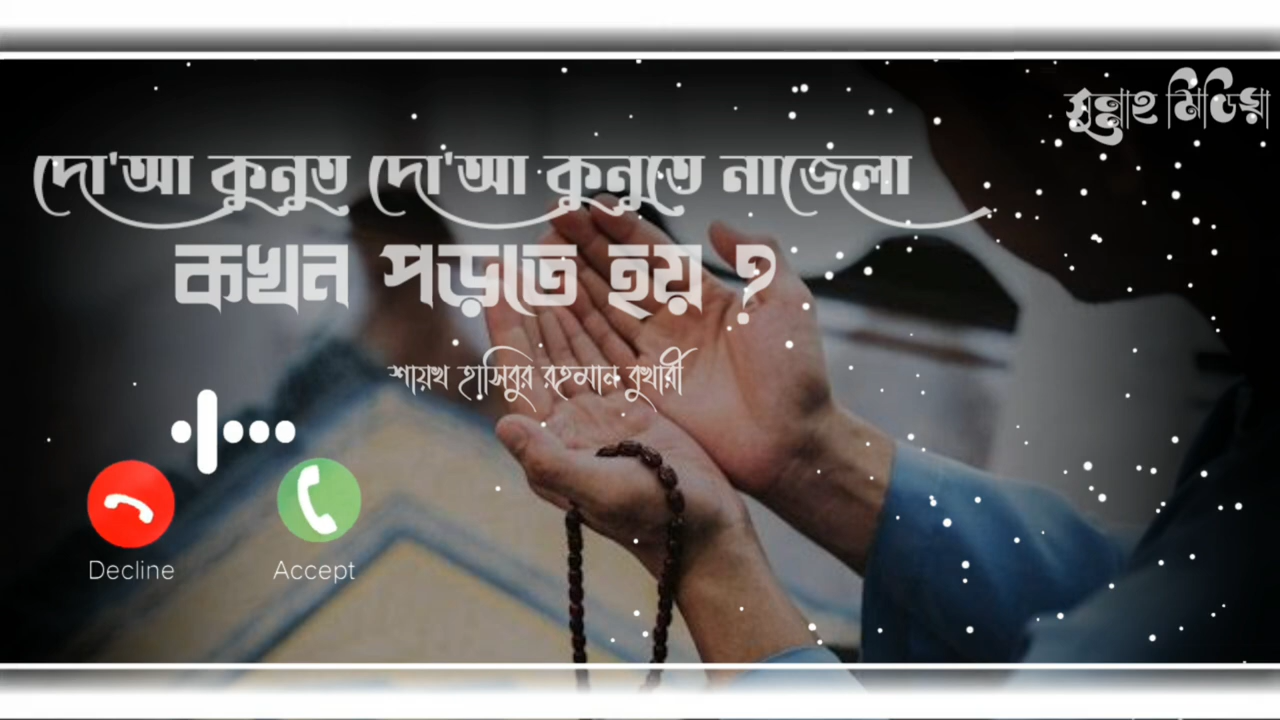 সুন্নাহ মিডিয়া
দো'আ কুনুত দো'আ কুনুতে নাজেলা
কখন পড়তে হয় ?
শায়খ হাসিবুর রহমান বুখারী
Decline
Accept